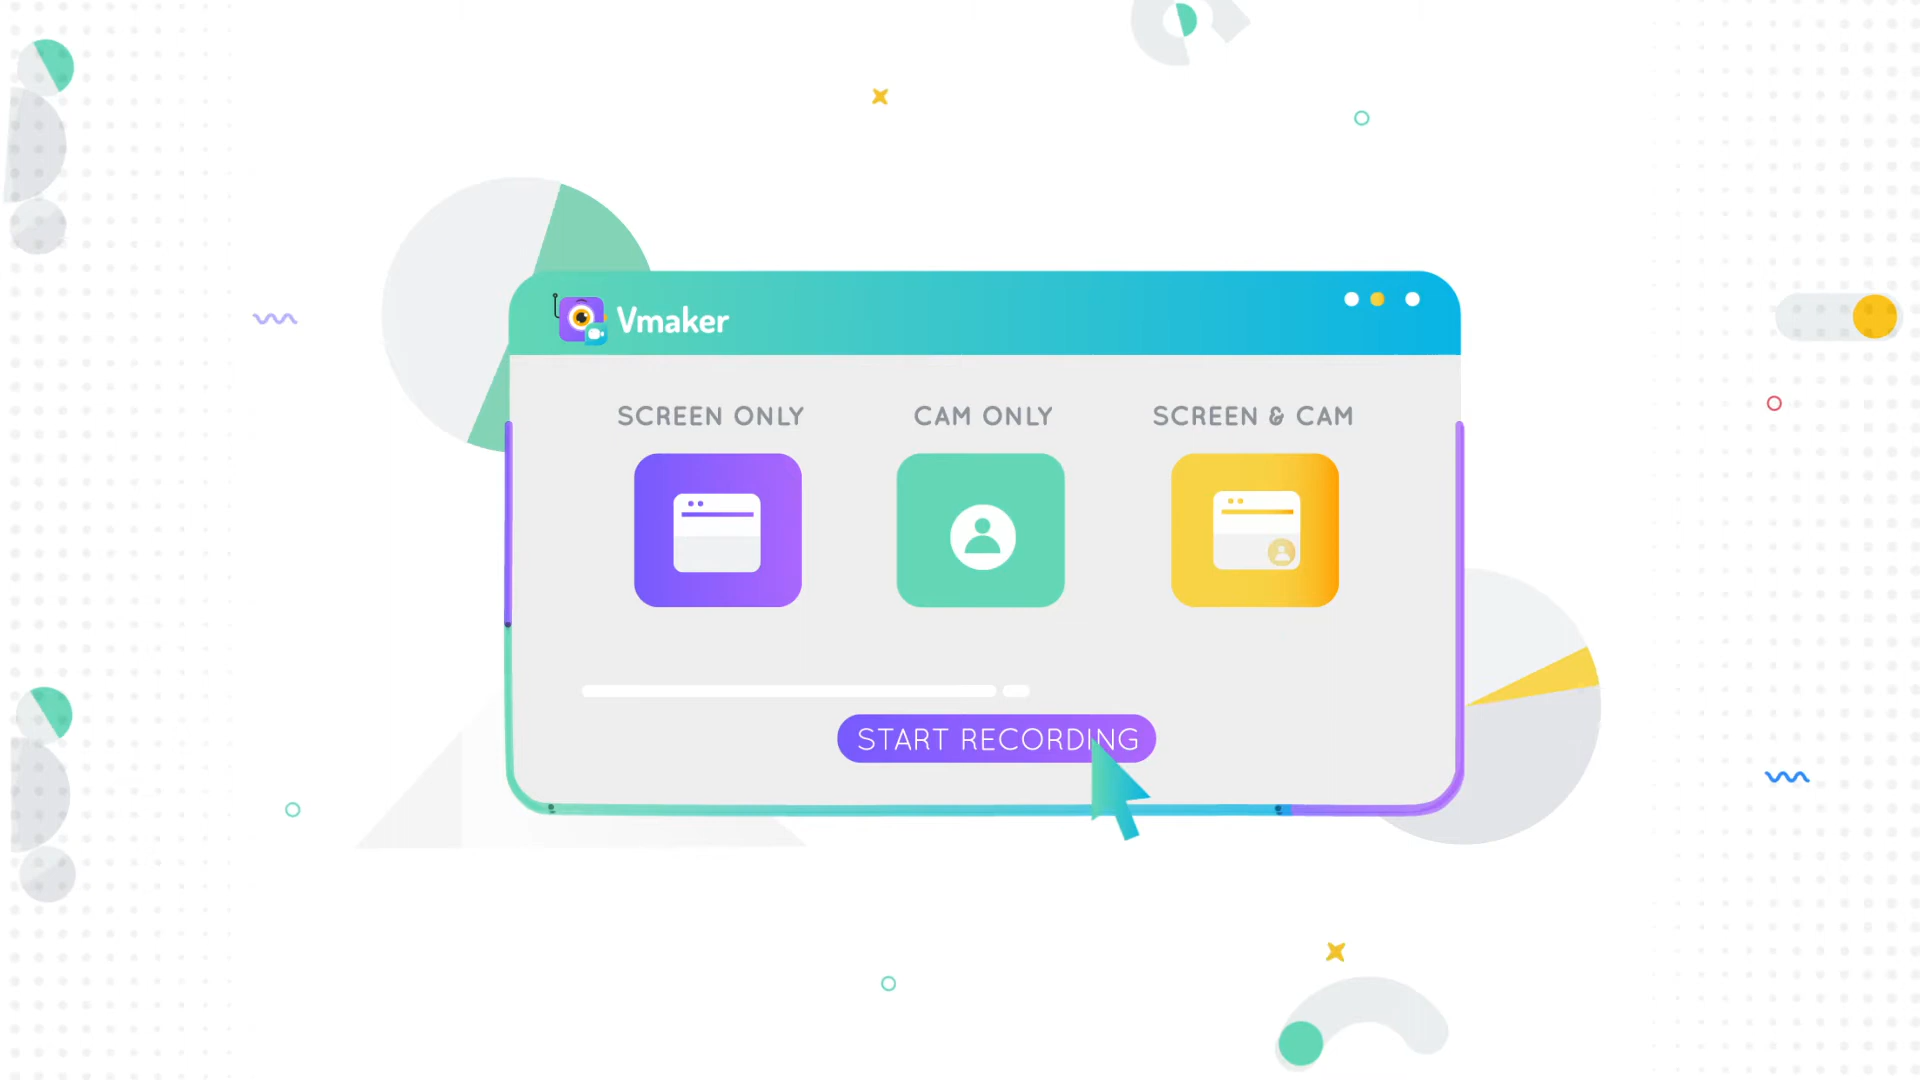 Vmaker
SCREEN ONLY
CAM ONLY
SCREEN & CAM
START RECORDING